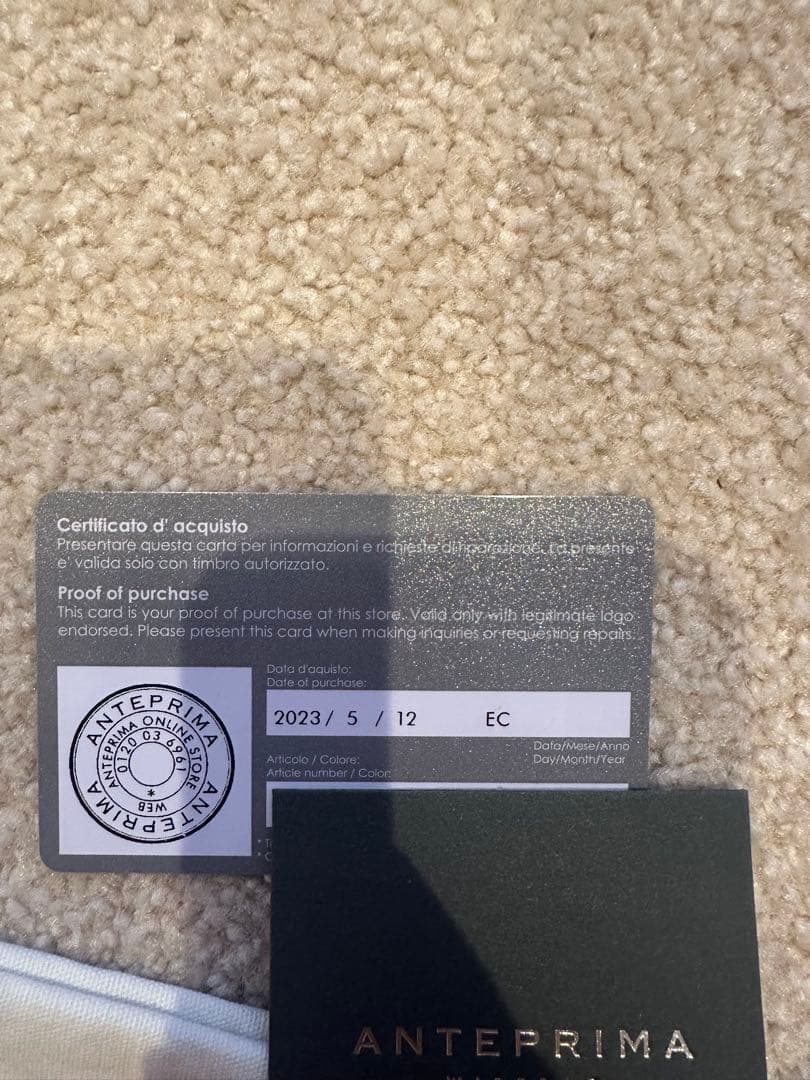 Certificato d' acquisto
Presentare questa carta per informazioni e richieste di riparazione. La presente
e' valida solo con timbro autorizzato.
Proof of purchase
This card is your proof of purchase at this store. Valid only with legitimate logo
endorsed. Please present this card when making inquiries or requesting repairs.
Data d'aquisto:
Date of purchase:
2023 / 5 / 12 EC
Data/Mese/Anno
Day/Month/Year
Articolo / Colore:
Article number / Color:
ANTEPRIMA ANTEPRIMA
ANTEPRIMA ONLINE STORE
0120 03 6961
* WEB
ANTEPRIMA